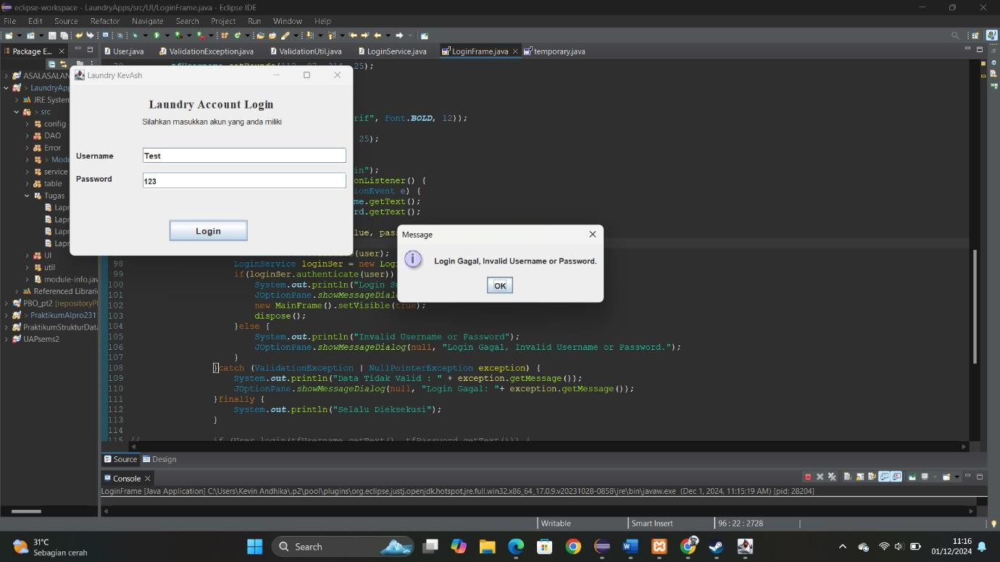 eclipse-workspace - LaundryApps/src/UI/LoginFrame.java - Eclipse IDE
File Edit Source Refactor Navigate Search Project Run Window Help
Package E... User.java ValidationException.java ValidationUtil.java LoginService.java LoginFrame.java temporary.java
25);
ASALASALAN
Laundry KevAsh
LaundryApp
JRE System
Laundry Account Login
> src
Silahkan masukkan akun yang anda miliki
rif", Font.BOLD, 12));
config
DAO
25);
Error
> Mode
Username
Test
service
in");
Password
123
table
onListener() {
Tugas
ionEvent e) {
Lapr
me.getText();
Lapr
rd.getText();
Lapr
Login
lue, pas
Lapr
Message
UI
(user);
Login Gagal, Invalid Username or Password.
OK
util
98 LoginService loginSer = new Logi
module-info.jav
99 if(loginSer.authenticate(user))
Referenced Librari
100 System.out.println("Login S
101 JOptionPane.showMessageDial
PBO_pt2 [repositoryP
102 new MainFrame().setVisible(true);
> PraktikumAlpro231
103 dispose();
PraktikumStrukturData
104 }else {
UAPsems2
105 System.out.println("Invalid Username or Password");
106 JOptionPane.showMessageDialog(null, "Login Gagal, Invalid Username or Password.");
107 }
108 }catch (ValidationException | NullPointerException exception) {
109 System.out.println("Data Tidak Valid : " + exception.getMessage());
110 JOptionPane.showMessageDialog(null, "Login Gagal: "+ exception.getMessage());
111 }finally {
112 System.out.println("Selalu Dieksekusi");
113 }
114
115 // if (User.login(tfUsername.getText(), tfPassword.getText())) {
Source Design
Console
LoginFrame [Java Application] C:\Users\Kevin Andhika\.p2\pool\plugins\org.eclipse.justj.openjdk.hotspot.jre.full.win32.x86_64_17.0.9.v20231028-0858\jre\bin\javaw.exe (Dec 1, 2024, 11:15:19 AM) [pid: 28204]
Writable Smart Insert 96 : 22 : 2728
31°C
Sebagian cerah
Search
11:16
01/12/2024